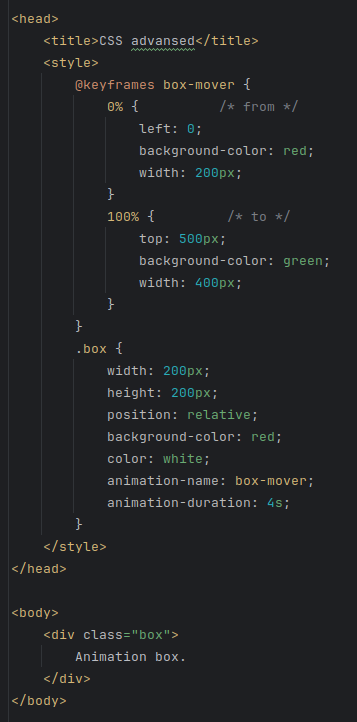 <head>
    <title>CSS advansed</title>
    <style>
        @keyframes box-mover {
            0% {          /* from */
                left: 0;
                background-color: red;
                width: 200px;
            }
            100% {         /* to */
                top: 500px;
                background-color: green;
                width: 400px;
            }
        }
        .box {
            width: 200px;
            height: 200px;
            position: relative;
            background-color: red;
            color: white;
            animation-name: box-mover;
            animation-duration: 4s;
        }
    </style>
</head>

<body>
    <div class="box">
        Animation box.
    </div>
</body>